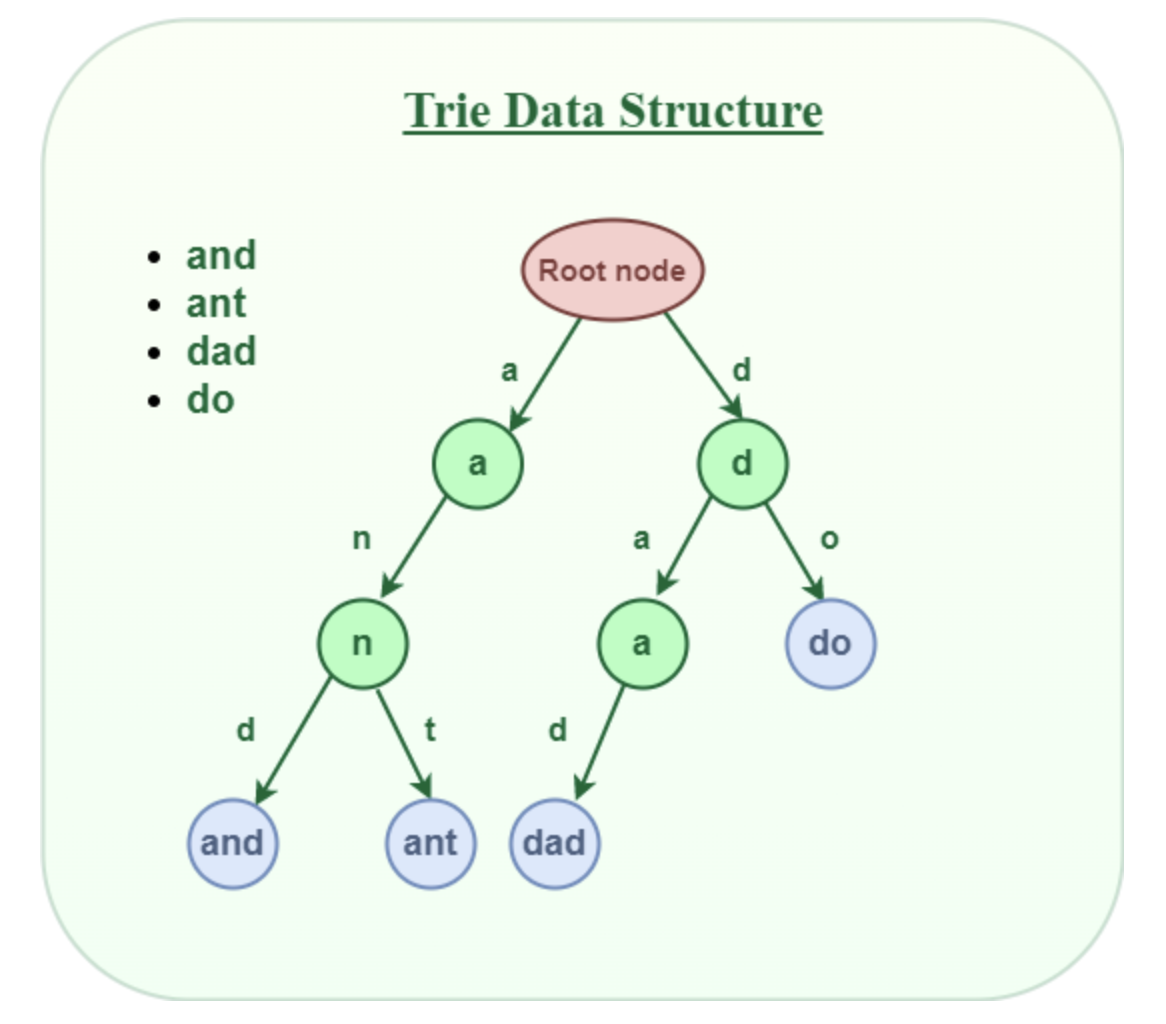 Trie Data Structure
• and
• ant
• dad
• do
Root node
a
d
a
d
n
a
o
n
a
do
d
t
d
and
ant
dad